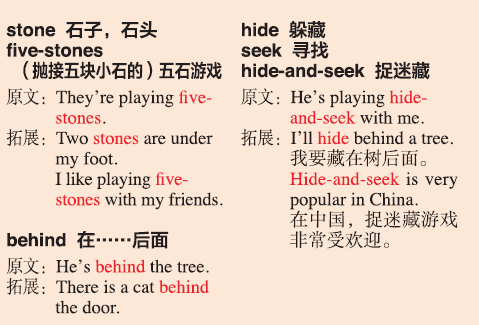 stone 石子，石头
five-stones
（抛接五块小石的）五石游戏
原文：They're playing five-
stones.
拓展：Two stones are under
my foot.
I like playing five-
stones with my friends.
behind 在……后面
原文：He's behind the tree.
拓展：There is a cat behind
the door.
hide 躲藏
seek 寻找
hide-and-seek 捉迷藏
原文：He's playing hide-
and-seek with me.
拓展：I'll hide behind a tree.
我要藏在树后面。
Hide-and-seek is very
popular in China.
在中国，捉迷藏游戏
非常受欢迎。